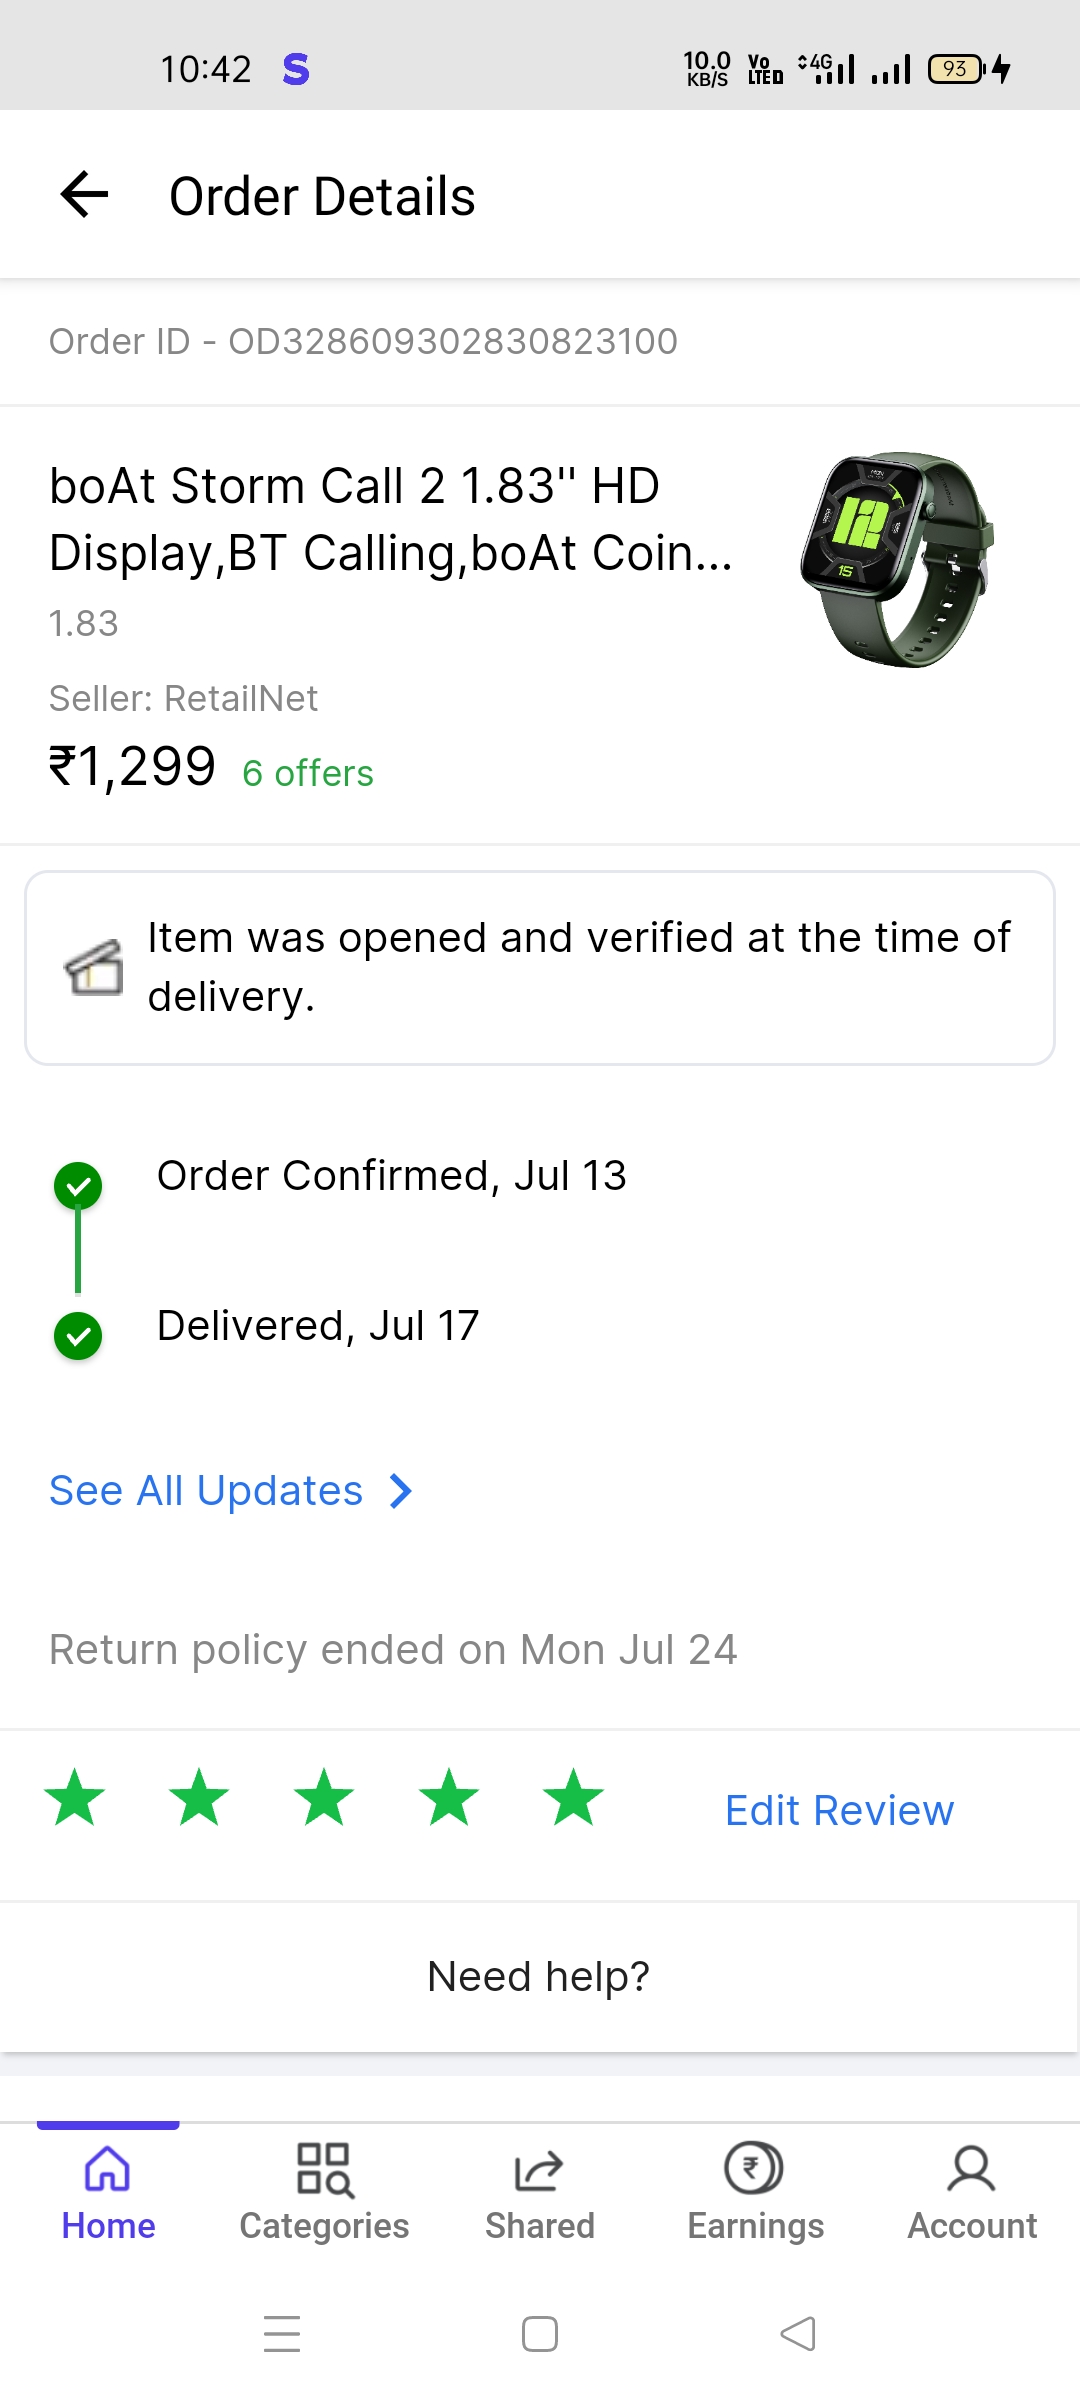 10:42 S 10.0 KB/S Vo LTE 4G 93
Order Details
Order ID - OD328609302830823100
boAt Storm Call 2 1.83" HD
Display,BT Calling,boAt Coin...
1.83
Seller: RetailNet
₹1,299 6 offers
Item was opened and verified at the time of
delivery.
Order Confirmed, Jul 13
Delivered, Jul 17
See All Updates
Return policy ended on Mon Jul 24
Edit Review
Need help?
Home Categories Shared Earnings Account